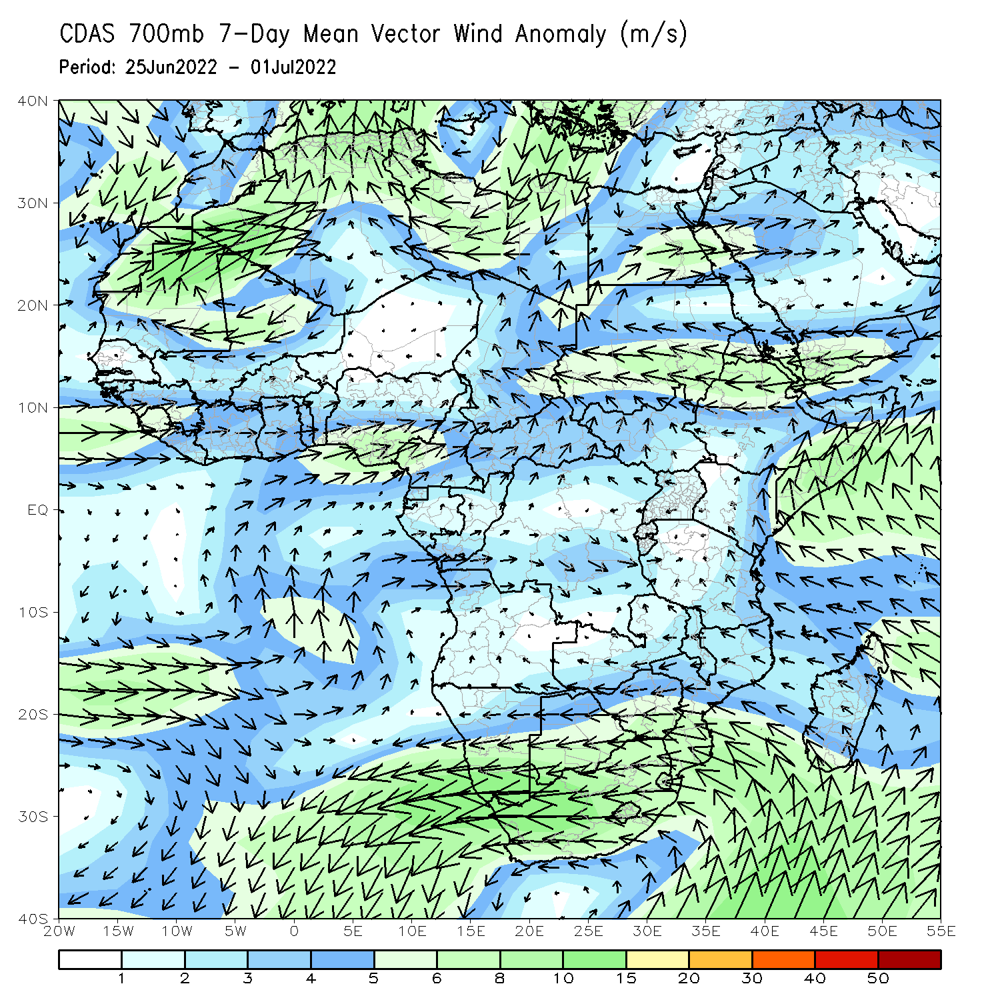 CDAS 700mb 7-Day Mean Vector Wind Anomaly (m/s)
Period: 25Jun2022 - 01Jul2022
40N
30N
20N
10N
EQ
10S
20S
30S
40S
20W 15W 10W 5W 0 5E 10E 15E 20E 25E 30E 35E 40E 45E 50E 55E
1 2 3 4 5 6 8 10 15 20 30 40 50